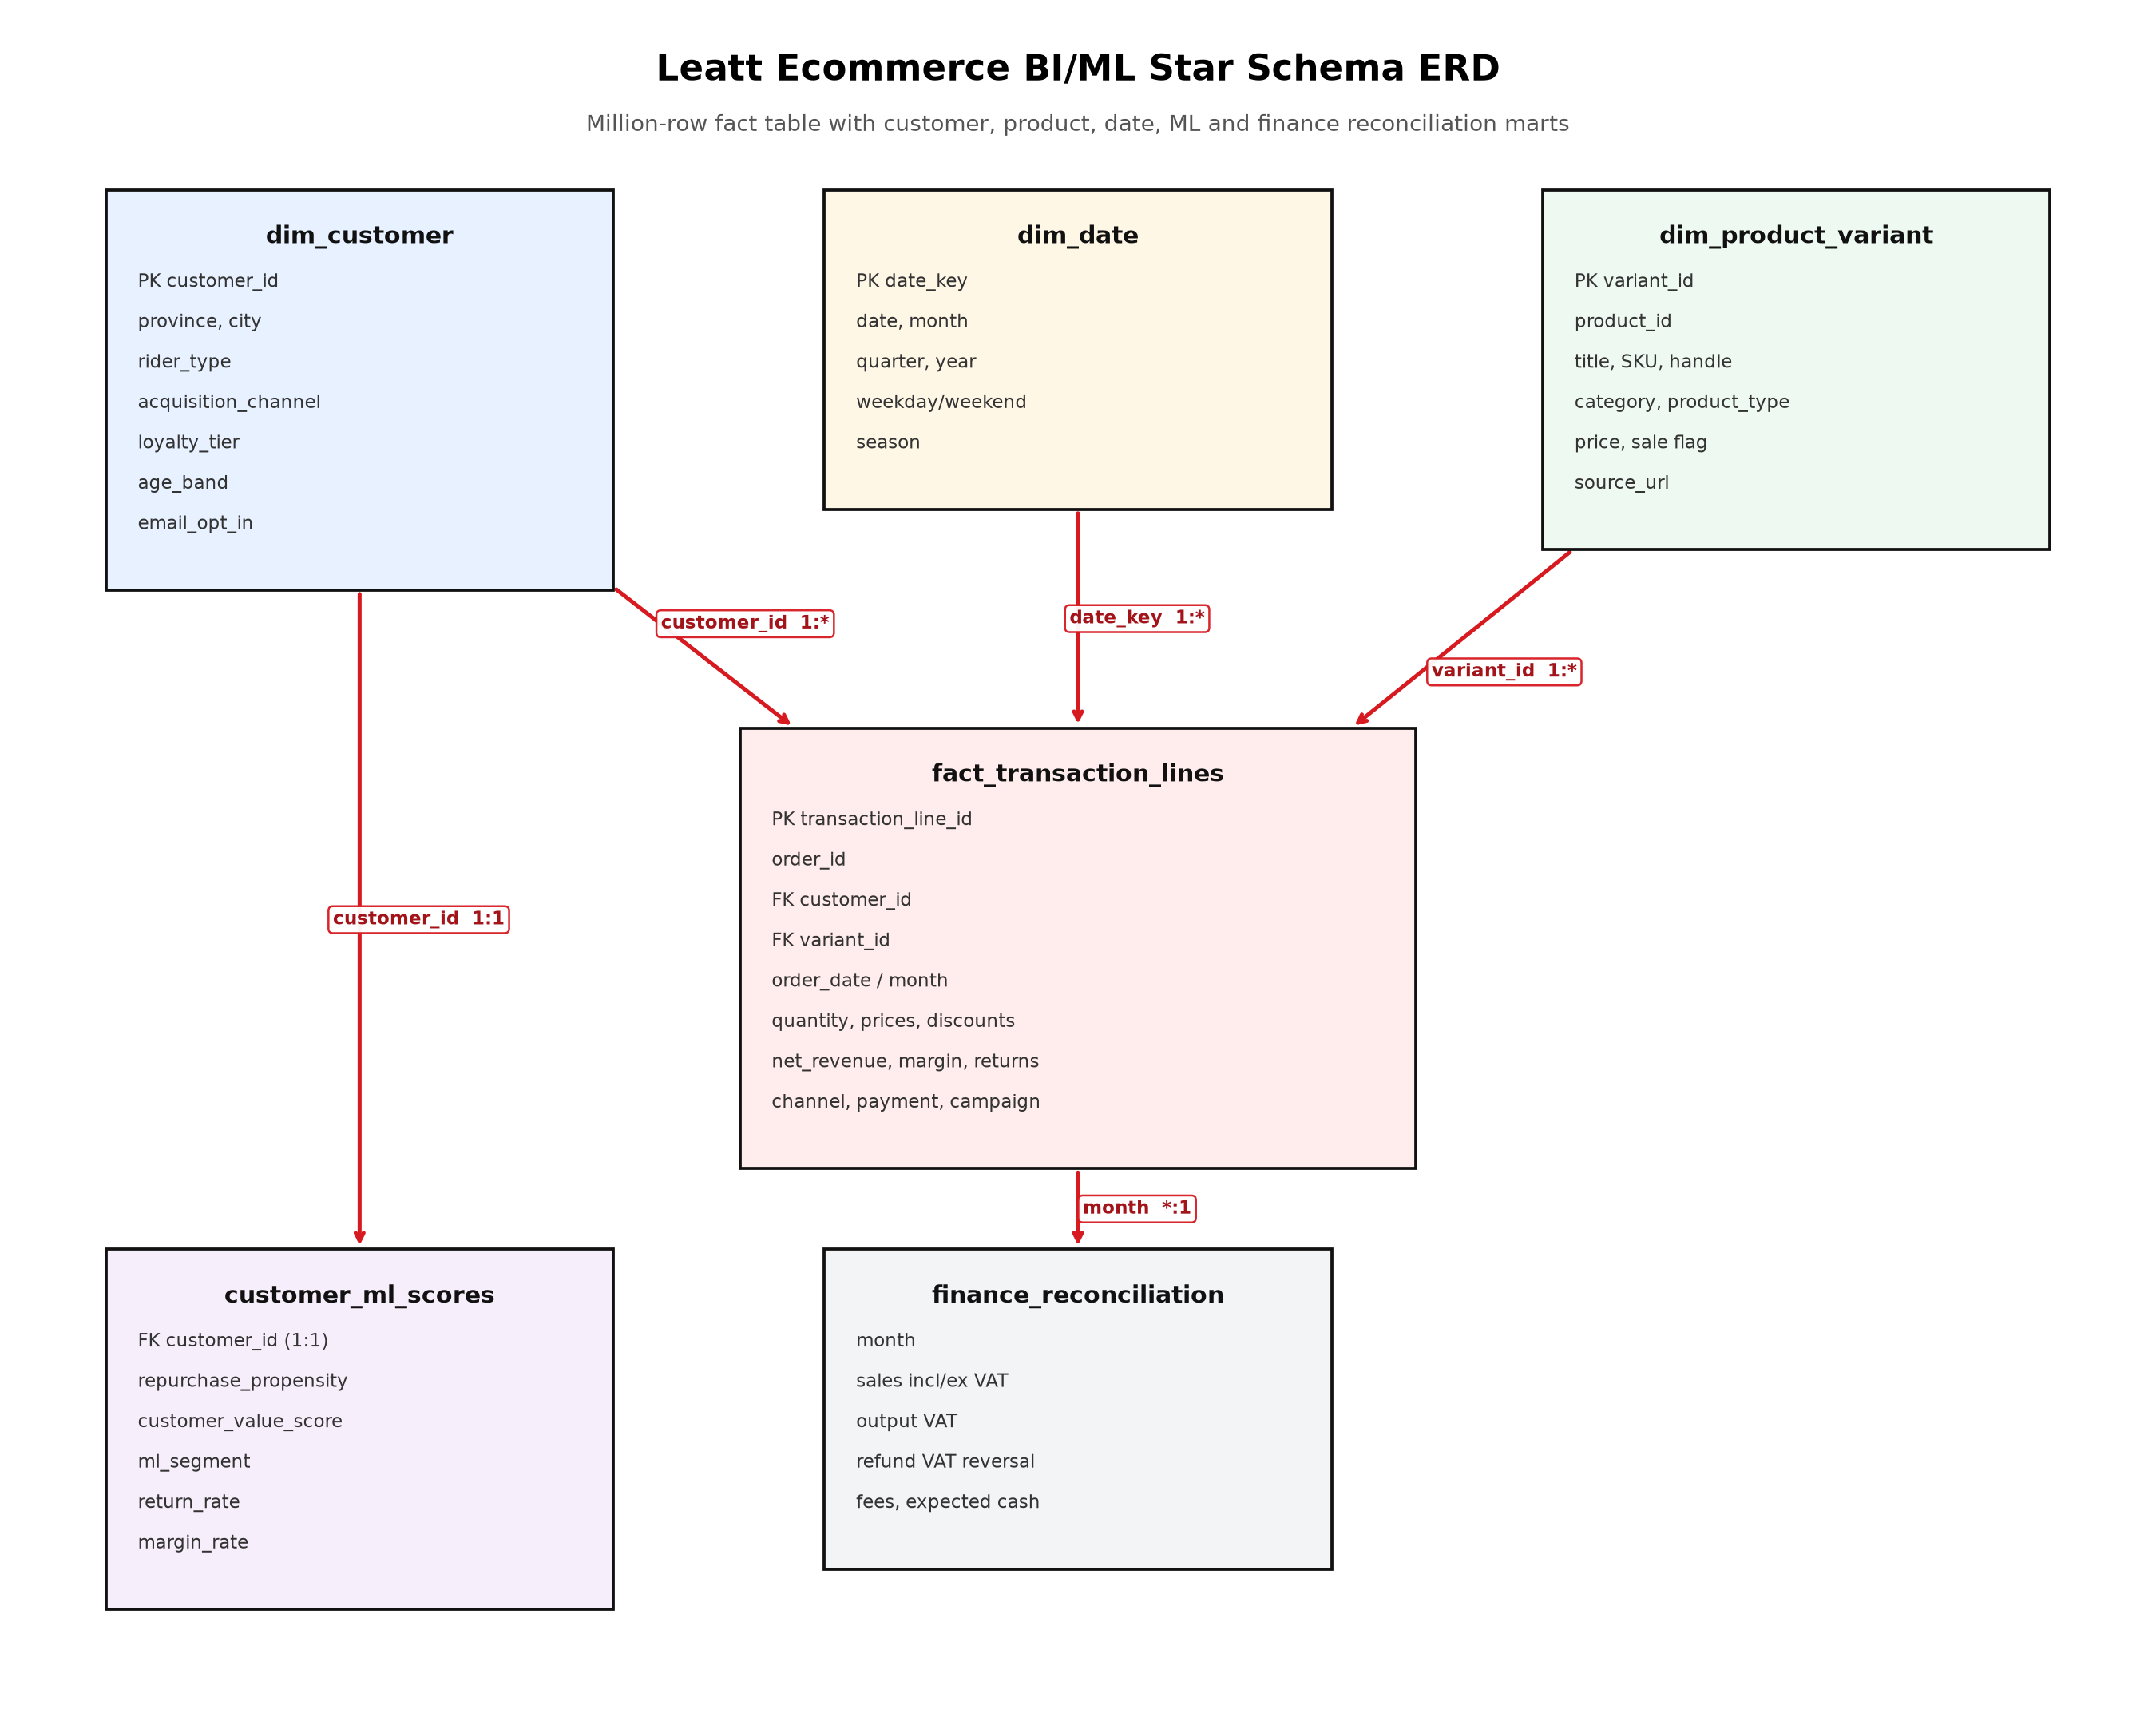 Leatt Ecommerce BI/ML Star Schema ERD
Million-row fact table with customer, product, date, ML and finance reconciliation marts
dim_customer
PK customer_id
province, city
rider_type
acquisition_channel
loyalty_tier
age_band
email_opt_in
dim_date
PK date_key
date, month
quarter, year
weekday/weekend
season
dim_product_variant
PK variant_id
product_id
title, SKU, handle
category, product_type
price, sale flag
source_url
customer_id  1:*
date_key  1:*
variant_id  1:*
fact_transaction_lines
PK transaction_line_id
order_id
FK customer_id
FK variant_id
order_date / month
quantity, prices, discounts
net_revenue, margin, returns
channel, payment, campaign
customer_id  1:1
month  *:1
customer_ml_scores
FK customer_id (1:1)
repurchase_propensity
customer_value_score
ml_segment
return_rate
margin_rate
finance_reconciliation
month
sales incl/ex VAT
output VAT
refund VAT reversal
fees, expected cash